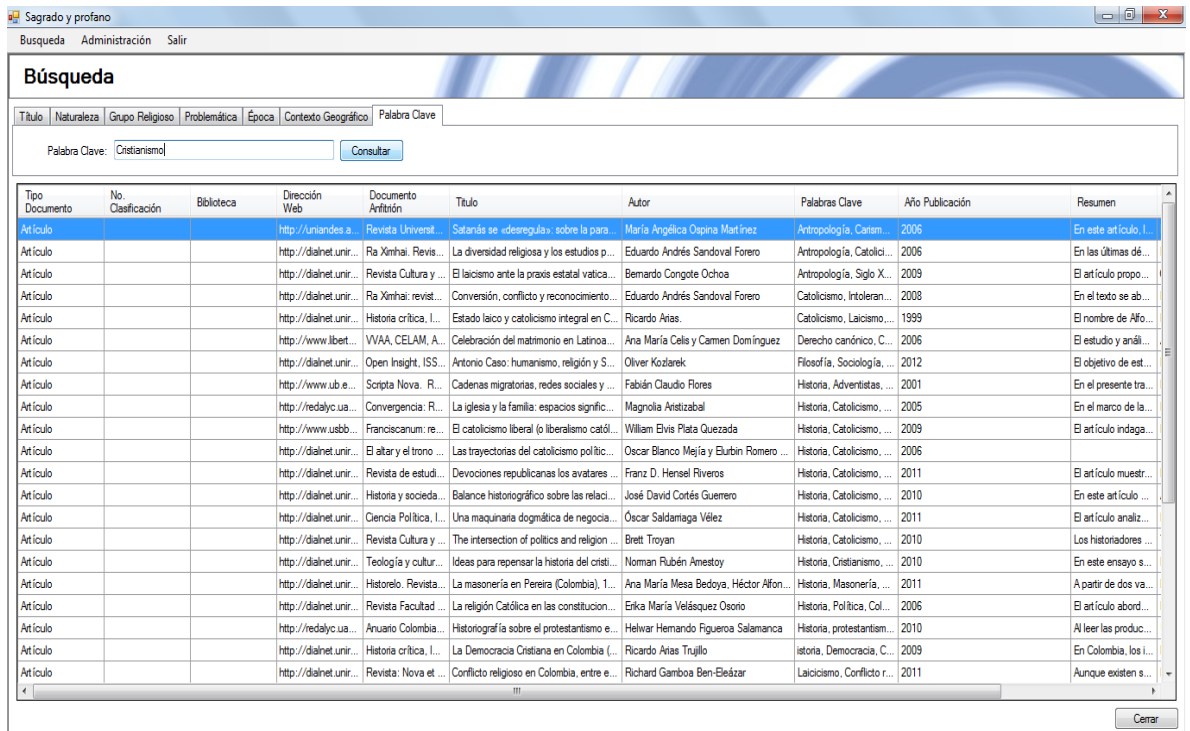 Sagrado y profano
Busqueda Administración Salir
Búsqueda
Título Naturaleza Grupo Religioso Problemática Época Contexto Geográfico Palabra Clave
Palabra Clave: Cristianismo Consultar
Tipo Documento No. Clasificación Biblioteca Dirección Web Documento Anfitrión Título Autor Palabras Clave Año Publicación Resumen
Artículo http://uniandes.a... Revista Universit... Satanás se «desregula»: sobre la para... María Angélica Ospina Martínez Antropología, Carism... 2006 En este artículo, l...
Artículo http://dialnet.unir... Ra Ximhai. Revis... La diversidad religiosa y los estudios p... Eduardo Andrés Sandoval Forero Antropología, Catolici... 2006 En las últimas dé...
Artículo http://dialnet.unir... Revista Cultura y ... El laicismo ante la praxis estatal vatica... Bernardo Congote Ochoa Antropología, Siglo X... 2009 El artículo propo...
Artículo http://dialnet.unir... Ra Ximhai: revist... Conversión, conflicto y reconocimiento... Eduardo Andrés Sandoval Forero Catolicismo, Intoleran... 2008 En el texto se ab...
Artículo http://dialnet.unir... Historia crítica, I... Estado laico y catolicismo integral en C... Ricardo Arias. Catolicismo, Laicismo,... 1999 El nombre de Alfo...
Artículo http://www.libert... VVAA, CELAM, A... Celebración del matrimonio en Latinoa... Ana María Celis y Carmen Domínguez Derecho canónico, C... 2006 El estudio y análi...
Artículo http://dialnet.unir... Open Insight, ISS... Antonio Caso: humanismo, religión y S... Oliver Kozlarek Filosofía, Sociología, ... 2012 El objetivo de est...
Artículo http://www.ub.e... Scripta Nova. R... Cadenas migratorias, redes sociales y ... Fabián Claudio Flores Historia, Adventistas, ... 2001 En el presente tra...
Artículo http://redalyc.ua... Convergencia: R... La iglesia y la familia: espacios signific... Magnolia Aristizabal Historia, Catolicismo, ... 2005 En el marco de la...
Artículo http://www.usbb... Franciscanum: re... El catolicismo liberal (o liberalismo catól... William Elvis Plata Quezada Historia, Catolicismo, ... 2009 El artículo indaga...
Artículo http://dialnet.unir... El altar y el trono ... Las trayectorias del catolicismo polític... Oscar Blanco Mejía y Elurbin Romero ... Historia, Catolicismo, ... 2006
Artículo http://dialnet.unir... Revista de estudi... Devociones republicanas los avatares ... Franz D. Hensel Riveros Historia, Catolicismo, ... 2011 El artículo muestr...
Artículo http://dialnet.unir... Historia y socieda... Balance historiográfico sobre las relaci... José David Cortés Guerrero Historia, Catolicismo, ... 2010 En este artículo ...
Artículo http://dialnet.unir... Ciencia Política, I... Una maquinaria dogmática de negocia... Óscar Saldarriaga Vélez Historia, Catolicismo, ... 2011 El artículo analiz...
Artículo http://dialnet.unir... Revista Cultura y ... The intersection of politics and religion ... Brett Troyan Historia, Catolicismo, ... 2010 Los historiadores ...
Artículo http://dialnet.unir... Teología y cultur... Ideas para repensar la historia del cristi... Norman Rubén Amestoy Historia, Cristianismo, ... 2010 En este ensayo s...
Artículo http://dialnet.unir... Historelo. Revista... La masonería en Pereira (Colombia), 1... Ana María Mesa Bedoya, Héctor Alfon... Historia, Masonería, ... 2011 A partir de dos va...
Artículo http://dialnet.unir... Revista Facultad ... La religión Católica en las constitucion... Erika María Velásquez Osorio Historia, Política, Col... 2006 El artículo abord...
Artículo http://redalyc.ua... Anuario Colombia... Historiografía sobre el protestantismo e... Helwar Hernando Figueroa Salamanca Historia, protestantism... 2010 Al leer las produc...
Artículo http://dialnet.unir... Historia crítica, I... La Democracia Cristiana en Colombia (... Ricardo Arias Trujillo istoria, Democracia, C... 2009 En Colombia, los i...
Artículo http://dialnet.unir... Revista: Nova et ... Conflicto religioso en Colombia, entre e... Richard Gamboa Ben-Eleázar Laicicismo, Conflicto r... 2011 Aunque existen s...
Cerrar